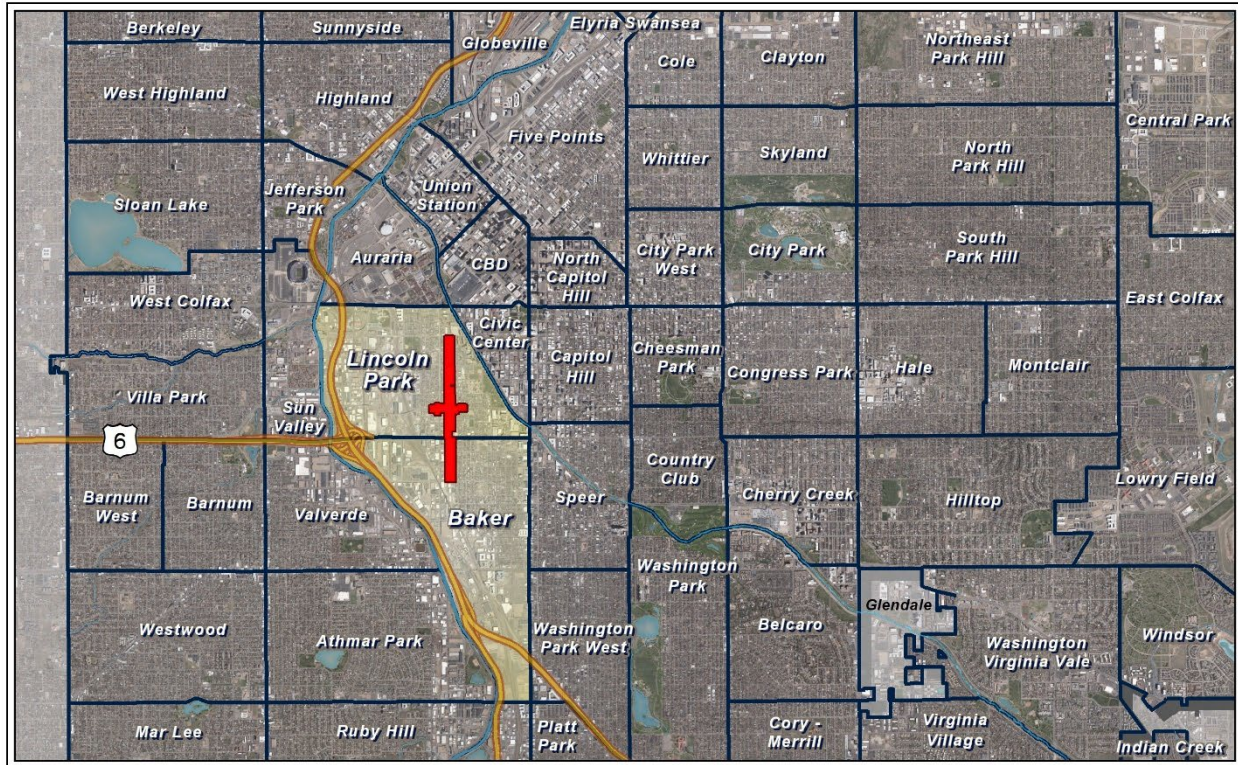 Berkeley
Sunnyside
Globeville
Elyria Swansea
Cole
Clayton
Northeast
Park Hill
West Highland
Highland
Five Points
Central Park
Whittier
Skyland
North
Park Hill
Sloan Lake
Jefferson
Park
Union
Station
Auraria
CBD
North
Capitol
Hill
City Park
West
City Park
South
Park Hill
West Colfax
East Colfax
Civic
Center
Lincoln
Park
Capitol
Hill
Cheesman
Park
Congress Park
Hale
Montclair
Villa Park
Sun
Valley
6
Barnum
West
Barnum
Valverde
Baker
Speer
Country
Club
Cherry Creek
Hilltop
Lowry Field
Washington
Park
Glendale
Westwood
Athmar Park
Washington
Park West
Belcaro
Washington
Virginia Vale
Windsor
Mar Lee
Ruby Hill
Platt
Park
Cory -
Merrill
Virginia
Village
Indian Creek